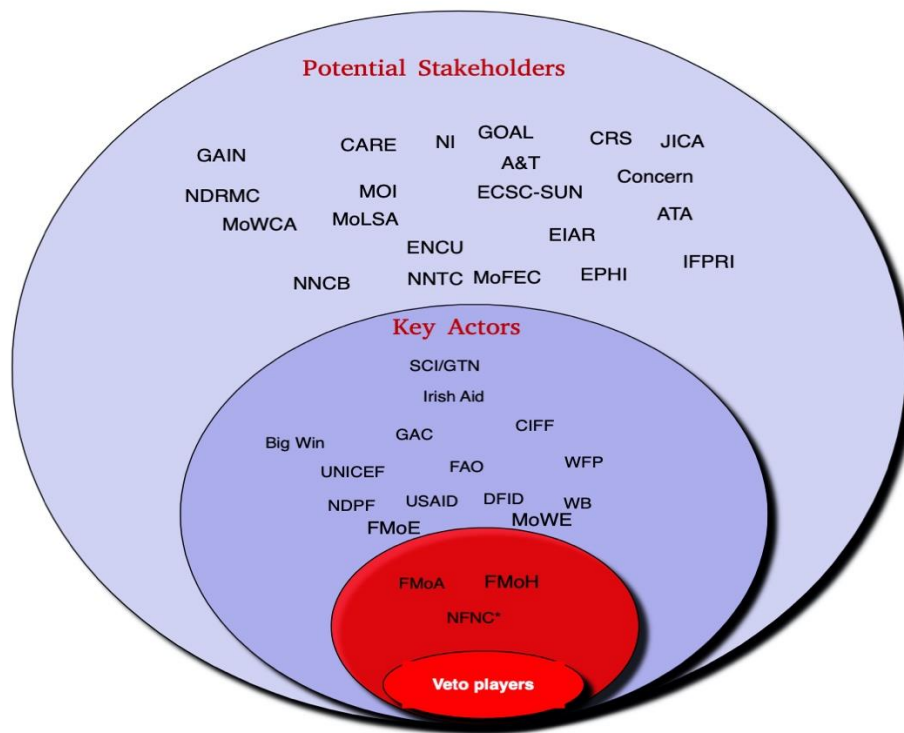 Potential Stakeholders
GAIN
CARE
NI
GOAL
CRS
JICA
A&T
Concern
NDRMC
MOI
ECSC-SUN
MoWCA
MoLSA
ATA
EIAR
ENCU
IFPRI
NNCB
NNTC
MoFEC
EPHI
Key Actors
SCI/GTN
Irish Aid
Big Win
GAC
CIFF
UNICEF
FAO
WFP
NDPF
USAID
DFID
WB
FMoE
MoWE
FMoA
FMoH
NFNC*
Veto players